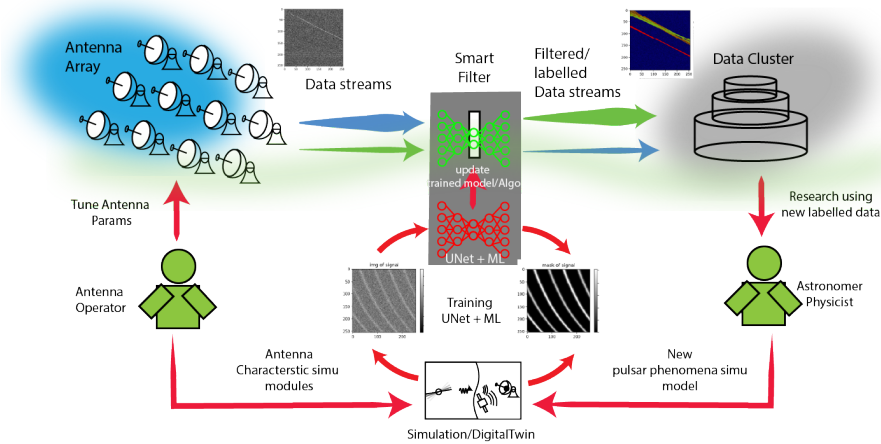 Antenna
Array
Data streams
Smart
Filter
Filtered/
labelled
Data streams
Data Cluster
update
trained model/Algo
UNet + ML
Tune Antenna
Params
Research using
new labelled data
Antenna
Operator
img of signal
Training
UNet + ML
mask of signal
Astronomer
Physicist
Antenna
Characterstic simu
modules
New
pulsar phenomena simu
model
Simulation/DigitalTwin